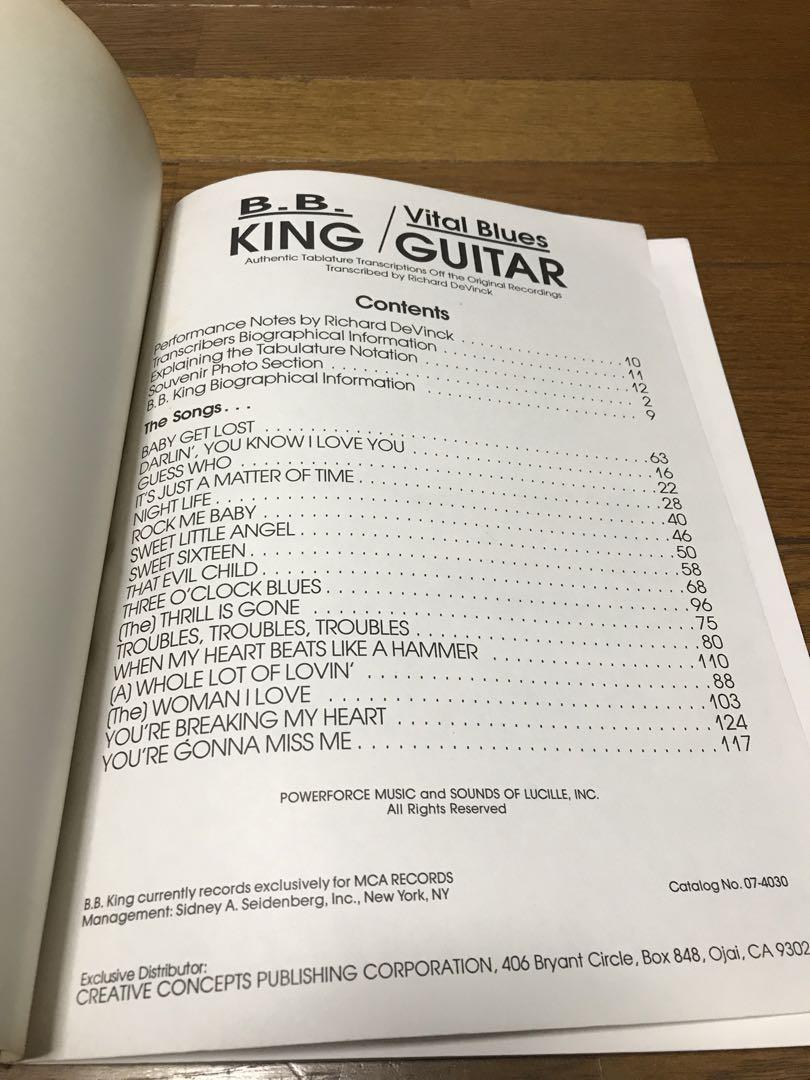 B.B. KING / Vital Blues GUITAR
Authentic Tablature Transcriptions Off the Original Recordings
Transcribed by Richard DeVinck
Contents
Performance Notes by Richard DeVinck . . . . . . . . . . 10
Transcribers Biographical Information . . . . . . . . . . 11
Explaining the Tabulature Notation . . . . . . . . . . 12
Souvenir Photo Section . . . . . . . . . . 2
B.B. King Biographical Information . . . . . . . . . . 9
The Songs . . .
BABY GET LOST . . . . . . . . . . 63
DARLIN', YOU KNOW I LOVE YOU . . . . . . . . . . 16
GUESS WHO . . . . . . . . . . 22
IT'S JUST A MATTER OF TIME . . . . . . . . . . 28
NIGHT LIFE . . . . . . . . . . 40
ROCK ME BABY . . . . . . . . . . 46
SWEET LITTLE ANGEL . . . . . . . . . . 50
SWEET SIXTEEN . . . . . . . . . . 58
THAT EVIL CHILD . . . . . . . . . . 68
THREE O'CLOCK BLUES . . . . . . . . . . 96
(The) THRILL IS GONE . . . . . . . . . . 75
TROUBLES, TROUBLES, TROUBLES . . . . . . . . . . 80
WHEN MY HEART BEATS LIKE A HAMMER . . . . . . . . . . 110
(A) WHOLE LOT OF LOVIN' . . . . . . . . . . 88
(The) WOMAN I LOVE . . . . . . . . . . 103
YOU'RE BREAKING MY HEART . . . . . . . . . . 124
YOU'RE GONNA MISS ME . . . . . . . . . . 117
POWERFORCE MUSIC and SOUNDS OF LUCILLE, INC.
All Rights Reserved
B.B. King currently records exclusively for MCA RECORDS
Management: Sidney A. Seidenberg, Inc., New York, NY
Catalog No. 07-4030
Exclusive Distributor:
CREATIVE CONCEPTS PUBLISHING CORPORATION, 406 Bryant Circle, Box 848, Ojai, CA 9302